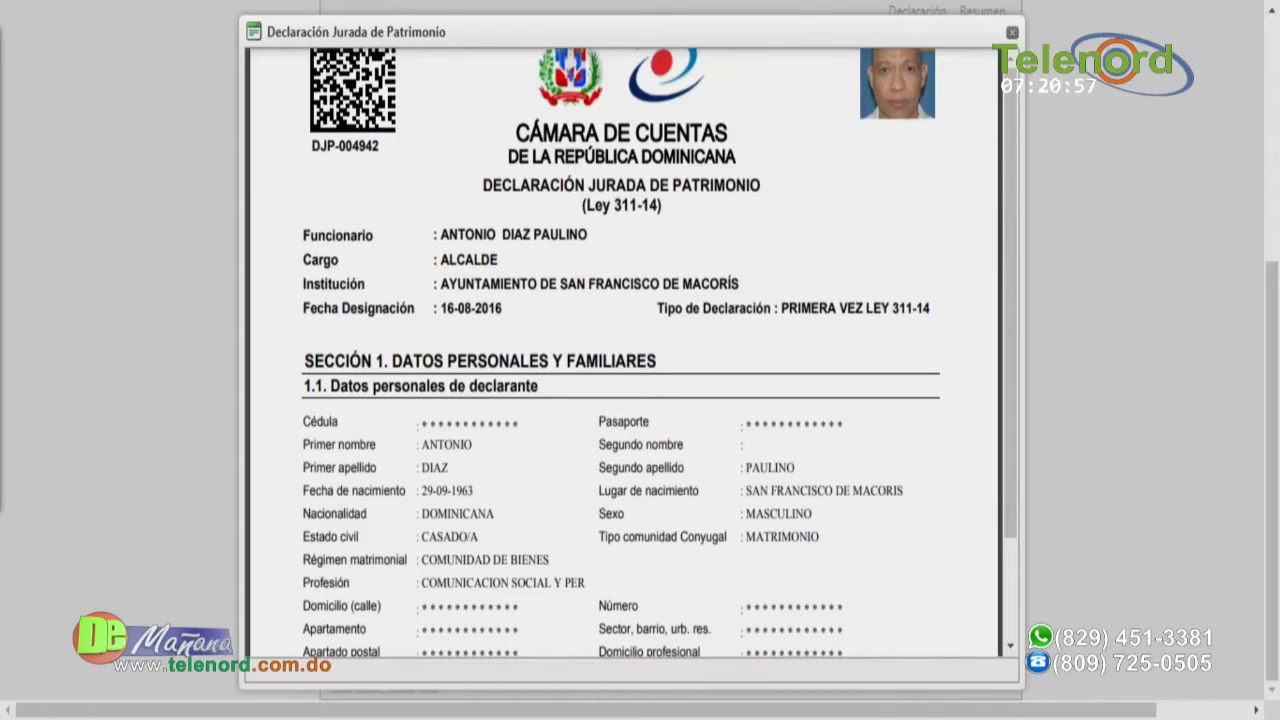 Declaración Resumen
Declaración Jurada de Patrimonio
Telenord
07:20:57
DJP-004942
CÁMARA DE CUENTAS
DE LA REPÚBLICA DOMINICANA
DECLARACIÓN JURADA DE PATRIMONIO
(Ley 311-14)
Funcionario : ANTONIO DIAZ PAULINO
Cargo : ALCALDE
Institución : AYUNTAMIENTO DE SAN FRANCISCO DE MACORÍS
Fecha Designación : 16-08-2016 Tipo de Declaración : PRIMERA VEZ LEY 311-14
SECCIÓN 1. DATOS PERSONALES Y FAMILIARES
1.1. Datos personales de declarante
Cédula : ************ Pasaporte : ************
Primer nombre : ANTONIO Segundo nombre :
Primer apellido : DIAZ Segundo apellido : PAULINO
Fecha de nacimiento : 29-09-1963 Lugar de nacimiento : SAN FRANCISCO DE MACORIS
Nacionalidad : DOMINICANA Sexo : MASCULINO
Estado civil : CASADO/A Tipo comunidad Conyugal : MATRIMONIO
Régimen matrimonial : COMUNIDAD DE BIENES
Profesión : COMUNICACION SOCIAL Y PER
Domicilio (calle) : ************ Número : ************
Apartamento : ************ Sector, barrio, urb. res. : ************
Apartado postal : ************ Domicilio profesional : ************
De Mañana
www.telenord.com.do
(829) 451-3381
(809) 725-0505